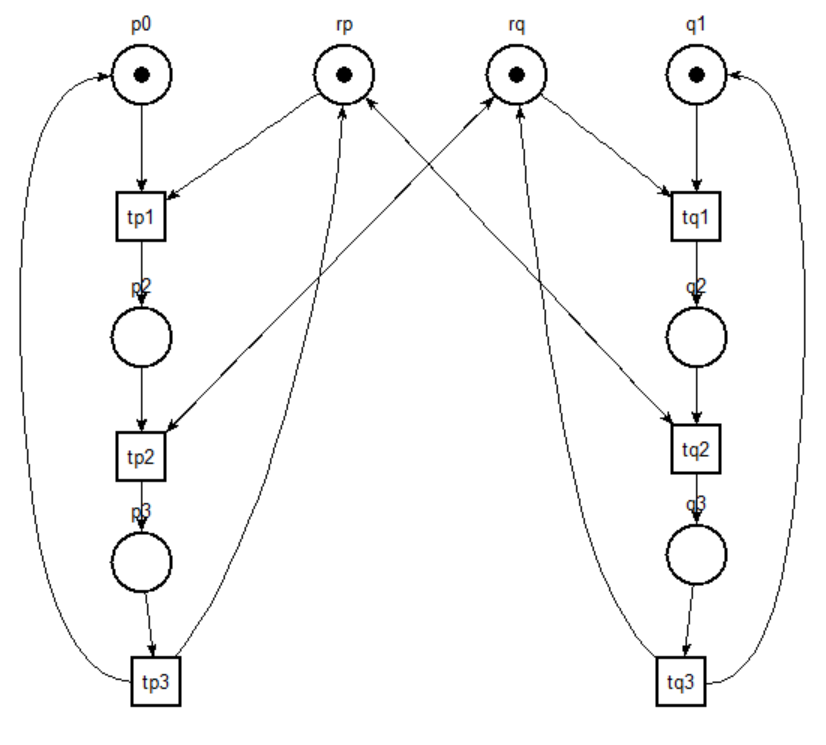 p0 rp rq q1
tp1 tq1
p2 q2
tp2 tq2
p3 q3
tp3 tq3